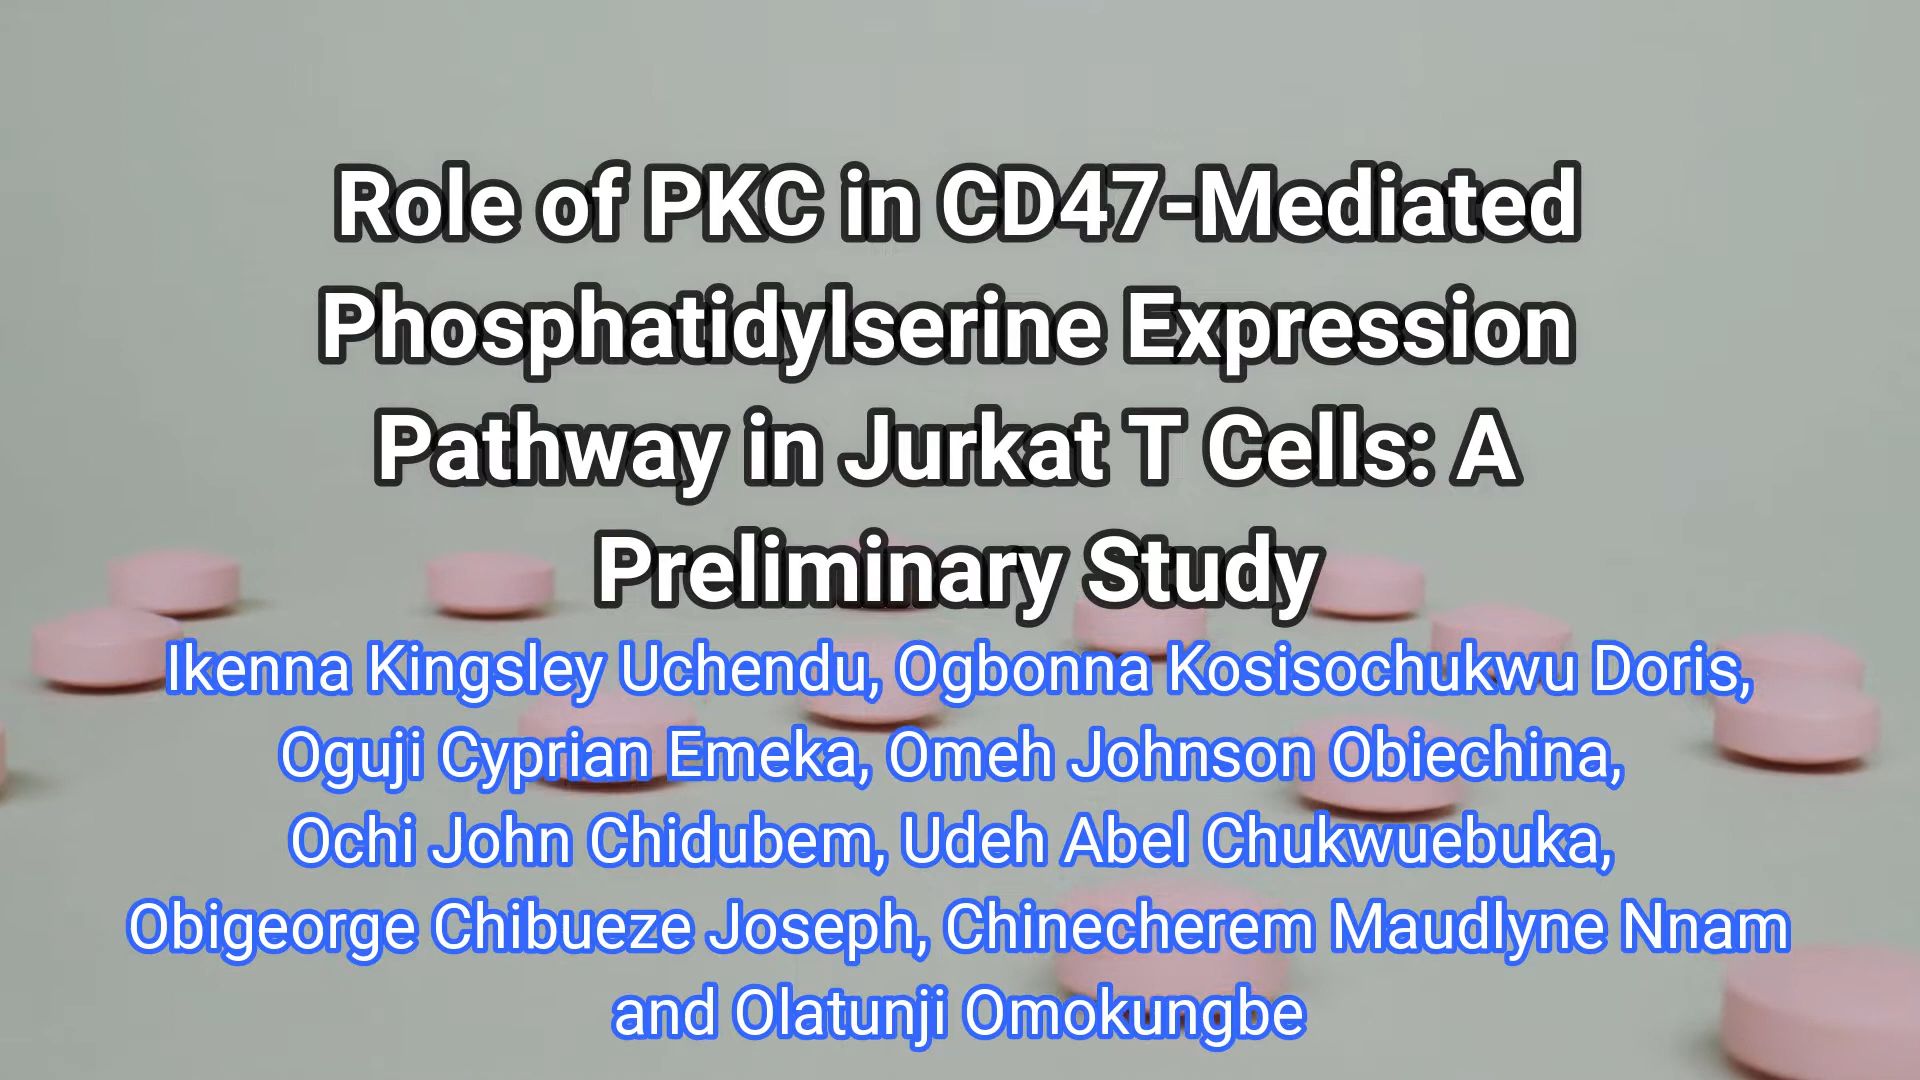 Role of PKC in CD47-Mediated
Phosphatidylserine Expression
Pathway in Jurkat T Cells: A
Preliminary Study
Ikenna Kingsley Uchendu, Ogbonna Kosisochukwu Doris,
Oguji Cyprian Emeka, Omeh Johnson Obiechina,
Ochi John Chidubem, Udeh Abel Chukwuebuka,
Obigeorge Chibueze Joseph, Chinecherem Maudlyne Nnam
and Olatunji Omokungbe